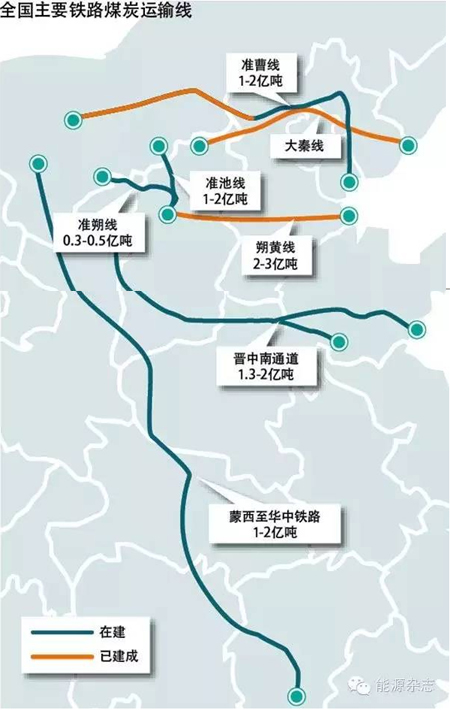 全国主要铁路煤炭运输线
准曹线
1-2亿吨
大秦线
准池线
1-2亿吨
准朔线
0.3-0.5亿吨
朔黄线
2-3亿吨
晋中南通道
1.3-2亿吨
蒙西至华中铁路
1-2亿吨
在建
已建成
能源杂志